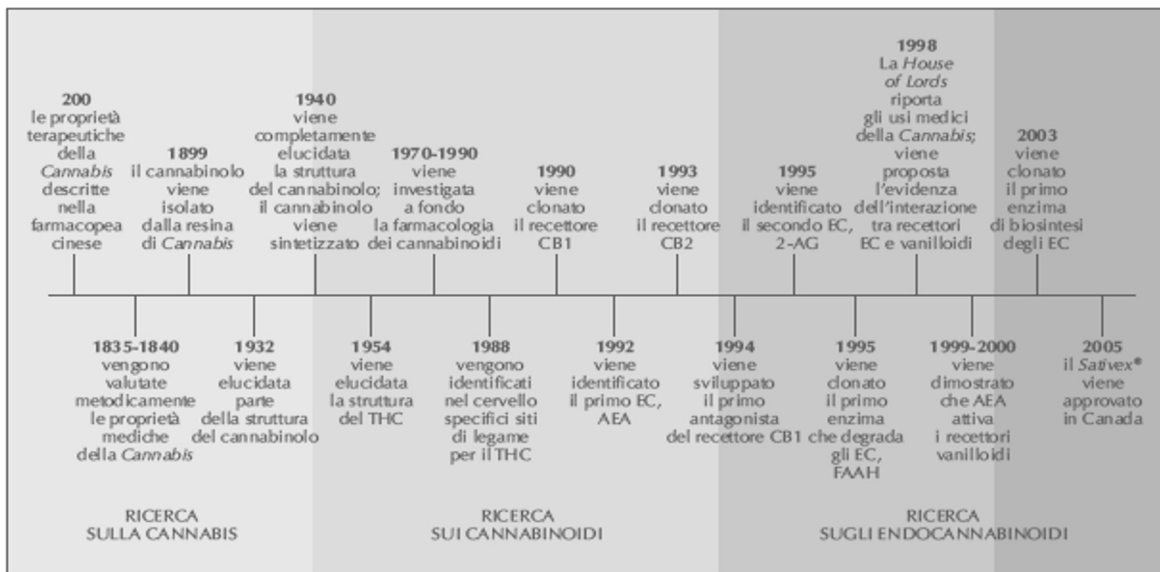 200
le proprietà
terapeutiche
della
Cannabis
descritte
nella
farmacopea
cinese
1899
il cannabinolo
viene
isolato
dalla resina
di Cannabis
1940
viene
completamente
elucidata
la struttura
del cannabinolo;
il cannabinolo
viene
sintetizzato
1970-1990
viene
investigata
a fondo
la farmacologia
dei cannabinoidi
1990
viene
clonato
il recettore
CB1
1993
viene
clonato
il recettore
CB2
1995
viene
identificato
il secondo EC,
2-AG
1998
La House
of Lords
riporta
gli usi medici
della Cannabis;
viene
proposta
l'evidenza
dell'interazione
tra recettori
EC e vanilloidi
2003
viene
clonato
il primo
enzima
di biosintesi
degli EC
1835-1840
vengono
valutate
metodicamente
le proprietà
mediche
della Cannabis
1932
viene
elucidata
parte
della struttura
del cannabinolo
1954
viene
elucidata
la struttura
del THC
1988
vengono
identificati
nel cervello
specifici siti
di legame
per il THC
1992
viene
identificato
il primo EC,
AEA
1994
viene
sviluppato
il primo
antagonista
del recettore CB1
1995
viene
clonato
il primo
enzima
che degrada
gli EC,
FAAH
1999-2000
viene
dimostrato
che AEA
attiva
i recettori
vanilloidi
2005
il Sativex®
viene
approvato
in Canada
RICERCA
SULLA CANNABIS
RICERCA
SUI CANNABINOIDI
RICERCA
SUGLI ENDOCANNABINOIDI